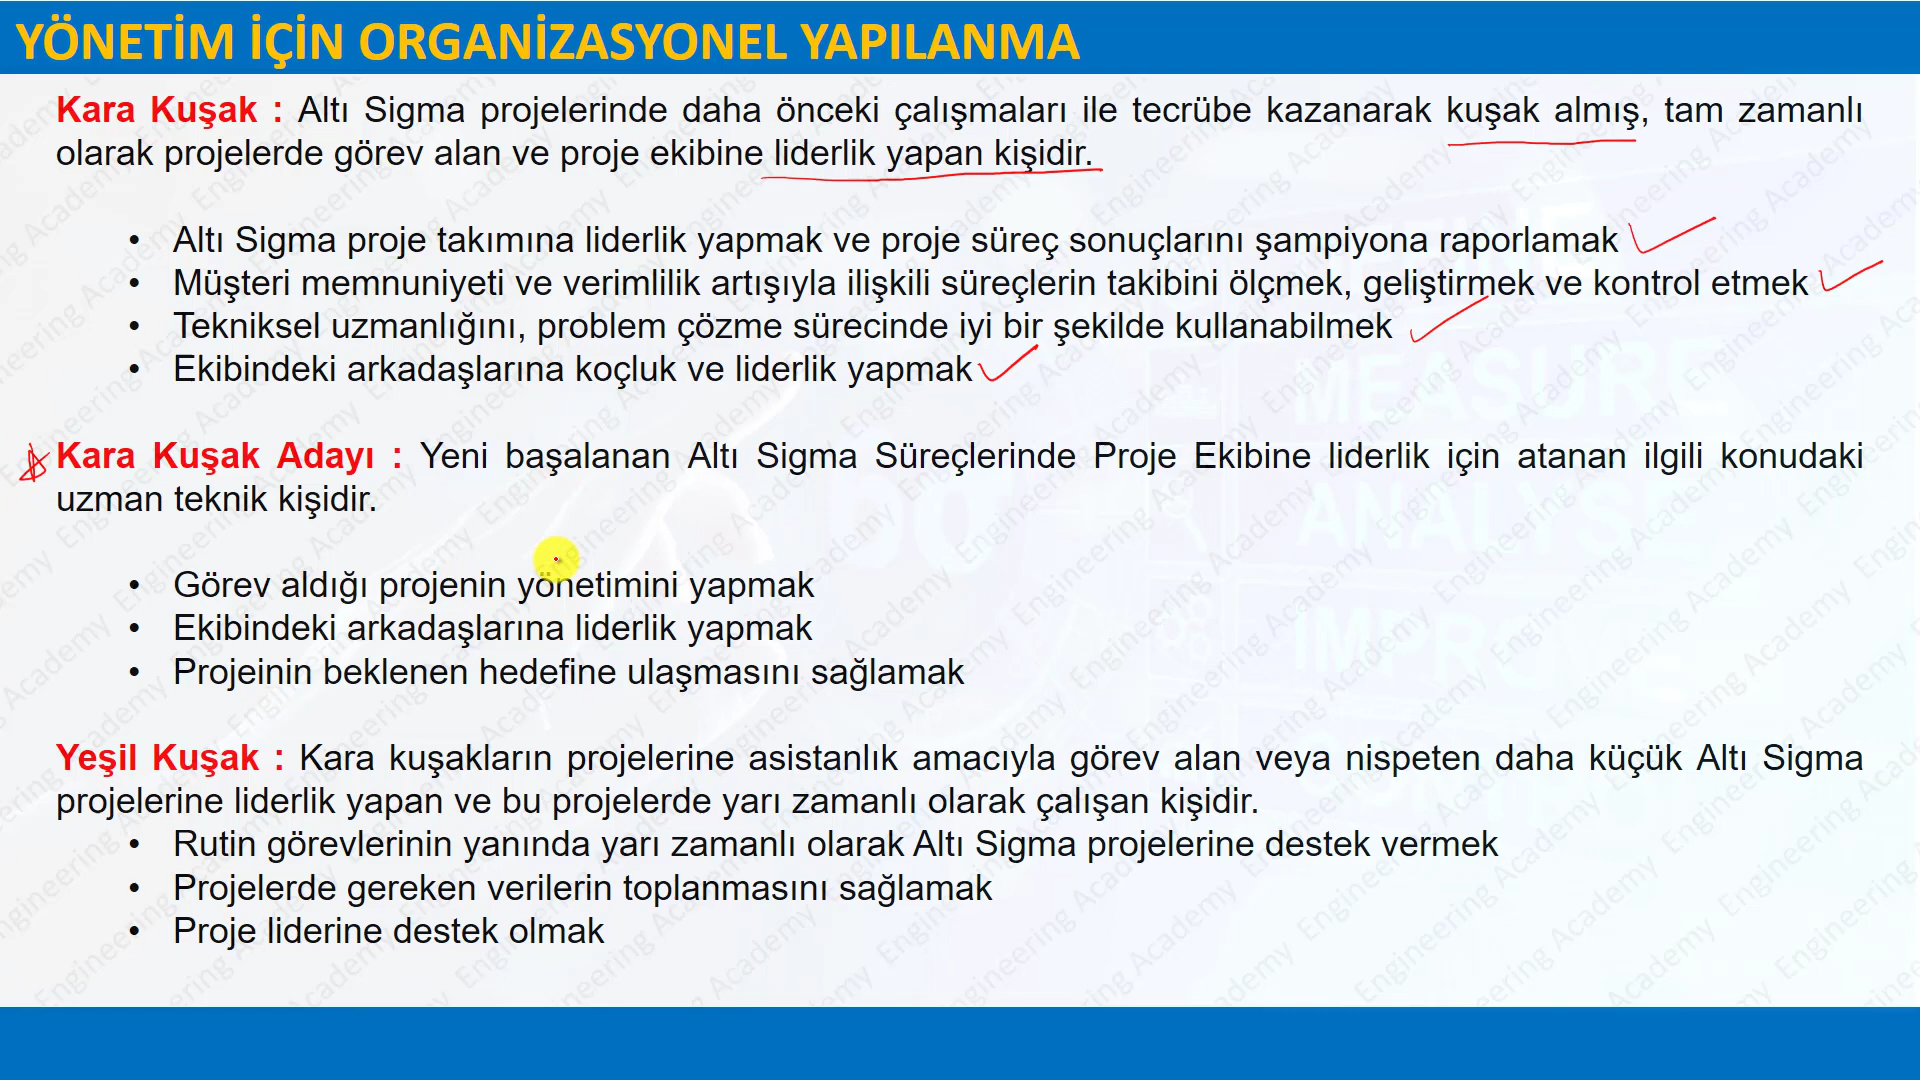 YÖNETİM İÇİN ORGANİZASYONEL YAPILANMA
Kara Kuşak : Altı Sigma projelerinde daha önceki çalışmaları ile tecrübe kazanarak kuşak almış, tam zamanlı
olarak projelerde görev alan ve proje ekibine liderlik yapan kişidir.
• Altı Sigma proje takımına liderlik yapmak ve proje süreç sonuçlarını şampiyona raporlamak
• Müşteri memnuniyeti ve verimlilik artışıyla ilişkili süreçlerin takibini ölçmek, geliştirmek ve kontrol etmek
• Tekniksel uzmanlığını, problem çözme sürecinde iyi bir şekilde kullanabilmek
• Ekibindeki arkadaşlarına koçluk ve liderlik yapmak
Kara Kuşak Adayı : Yeni başalanan Altı Sigma Süreçlerinde Proje Ekibine liderlik için atanan ilgili konudaki
uzman teknik kişidir.
• Görev aldığı projenin yönetimini yapmak
• Ekibindeki arkadaşlarına liderlik yapmak
• Projeinin beklenen hedefine ulaşmasını sağlamak
Yeşil Kuşak : Kara kuşakların projelerine asistanlık amacıyla görev alan veya nispeten daha küçük Altı Sigma
projelerine liderlik yapan ve bu projelerde yarı zamanlı olarak çalışan kişidir.
• Rutin görevlerinin yanında yarı zamanlı olarak Altı Sigma projelerine destek vermek
• Projelerde gereken verilerin toplanmasını sağlamak
• Proje liderine destek olmak
MEASURE
ANALYSE
Engineering Academy